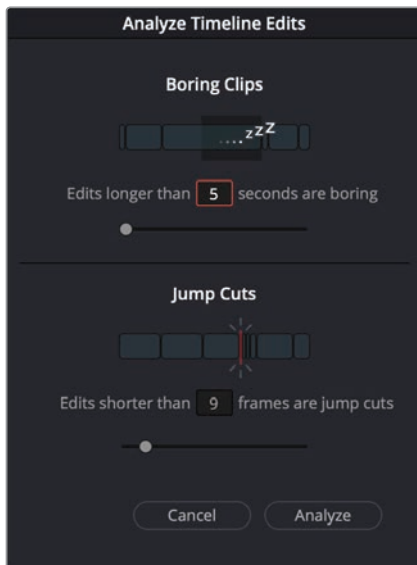 Analyze Timeline Edits
Boring Clips
zzz
Edits longer than 5 seconds are boring
Jump Cuts
Edits shorter than 9 frames are jump cuts
Cancel Analyze